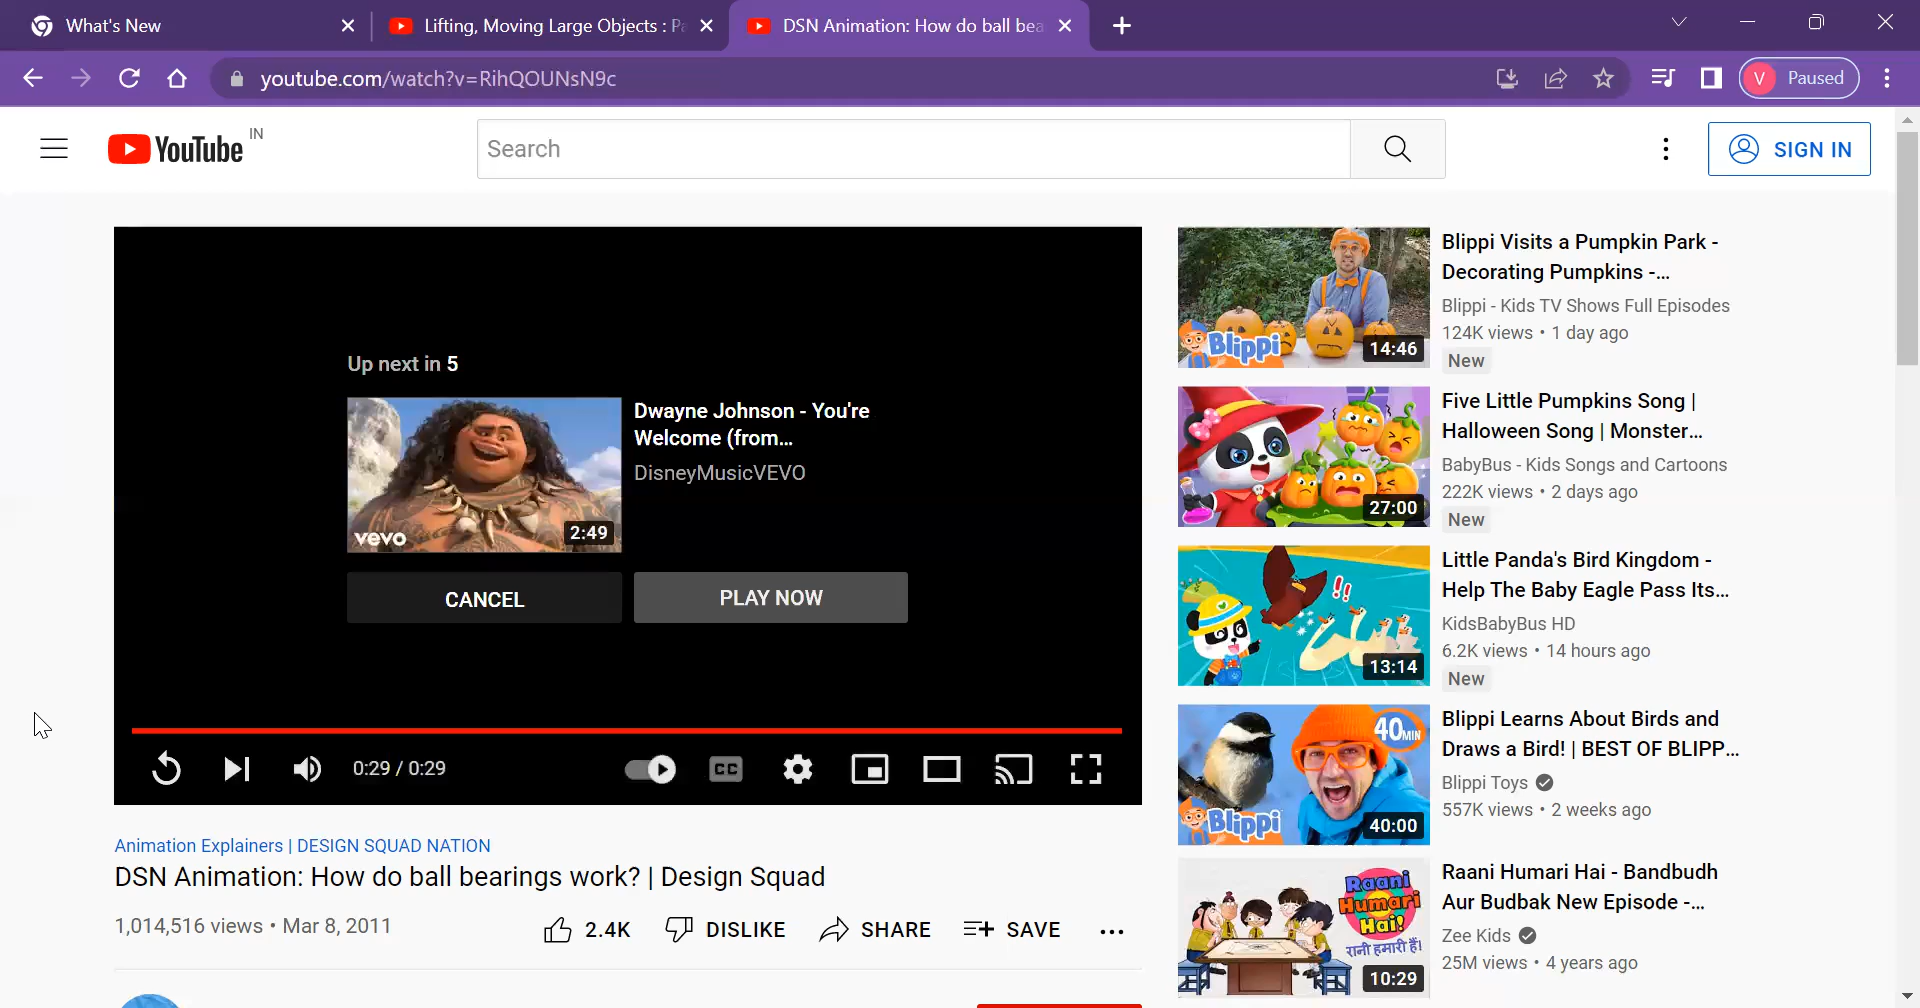 What's New
Lifting, Moving Large Objects : Pa
DSN Animation: How do ball bea
youtube.com/watch?v=RihQOUNsN9c
V Paused
YouTube IN
Search
SIGN IN
Up next in 5
vevo
2:49
Dwayne Johnson - You're
Welcome (from...
DisneyMusicVEVO
CANCEL
PLAY NOW
0:29 / 0:29
CC
Animation Explainers | DESIGN SQUAD NATION
DSN Animation: How do ball bearings work? | Design Squad
1,014,516 views • Mar 8, 2011
2.4K
DISLIKE
SHARE
SAVE
Blippi
14:46
Blippi Visits a Pumpkin Park -
Decorating Pumpkins -...
Blippi - Kids TV Shows Full Episodes
124K views • 1 day ago
New
27:00
Five Little Pumpkins Song |
Halloween Song | Monster...
BabyBus - Kids Songs and Cartoons
222K views • 2 days ago
New
!!
13:14
Little Panda's Bird Kingdom -
Help The Baby Eagle Pass Its...
KidsBabyBus HD
6.2K views • 14 hours ago
New
40MIN
Blippi
40:00
Blippi Learns About Birds and
Draws a Bird! | BEST OF BLIPP...
Blippi Toys
557K views • 2 weeks ago
Raani
Humari
Hai!
रानी हमारी हैं!
10:29
Raani Humari Hai - Bandbudh
Aur Budbak New Episode -...
Zee Kids
25M views • 4 years ago